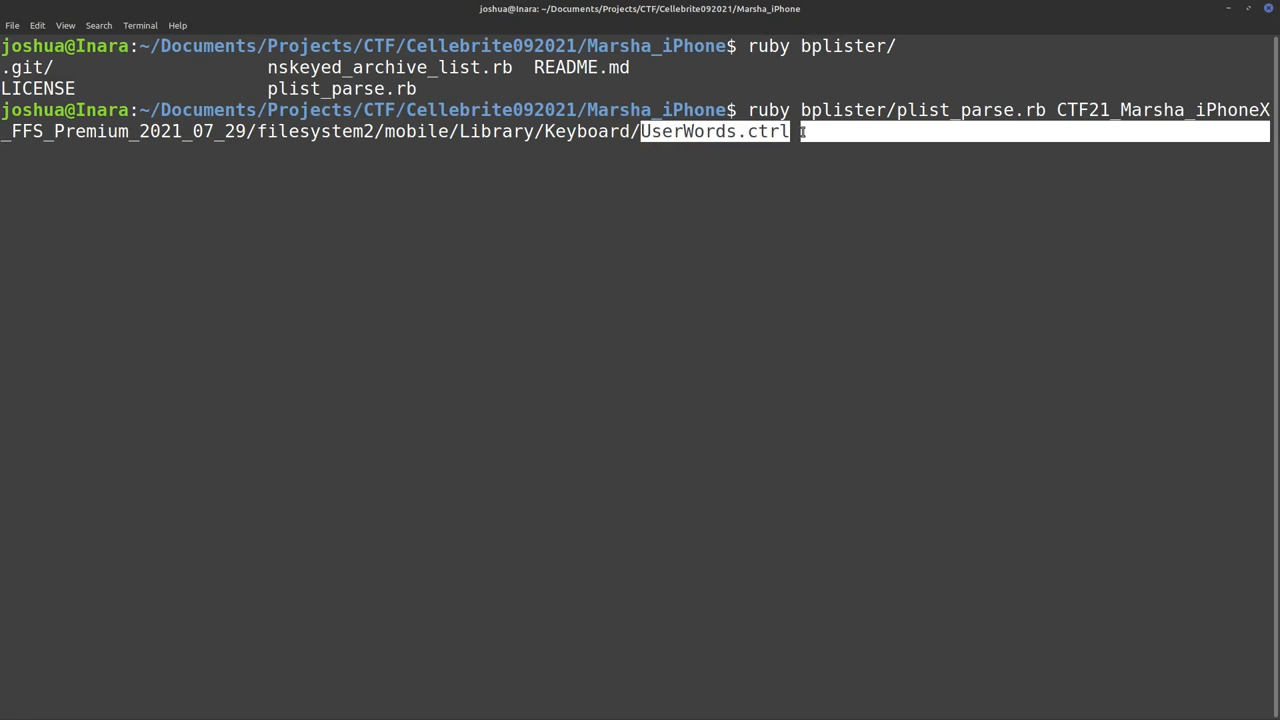 joshua@Inara: ~/Documents/Projects/CTF/Cellebrite092021/Marsha_iPhone
File Edit View Search Terminal Help
joshua@Inara:~/Documents/Projects/CTF/Cellebrite092021/Marsha_iPhone$ ruby bplister/
.git/ nskeyed_archive_list.rb README.md
LICENSE plist_parse.rb
joshua@Inara:~/Documents/Projects/CTF/Cellebrite092021/Marsha_iPhone$ ruby bplister/plist_parse.rb CTF21_Marsha_iPhoneX
_FFS_Premium_2021_07_29/filesystem2/mobile/Library/Keyboard/UserWords.ctrl